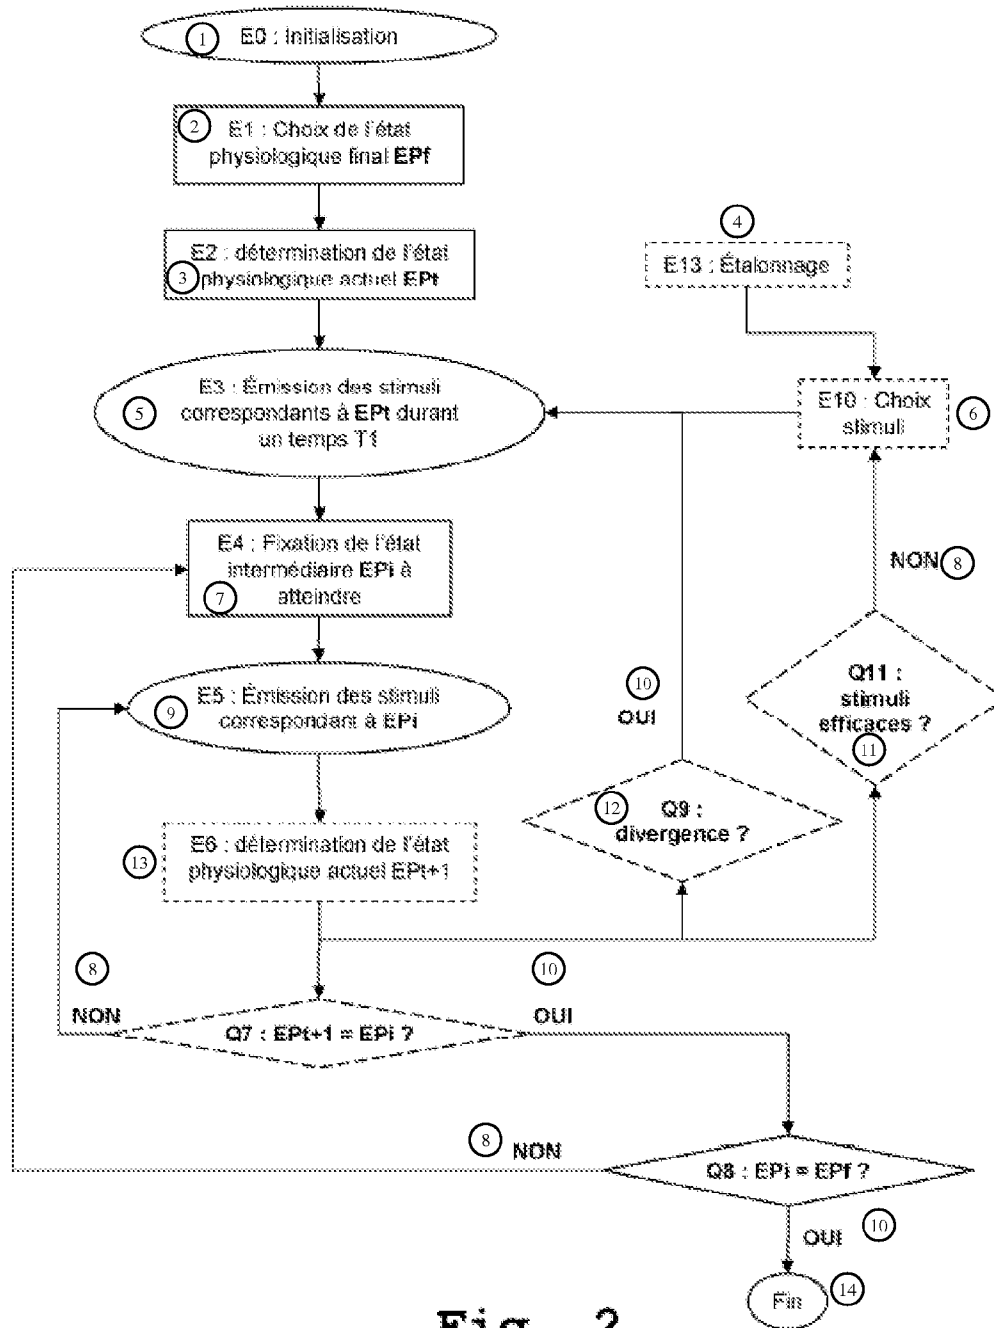 1 E0 : Initialisation
2 E1 : Choix de l'état
physiologique final EPf
E2 : détermination de l'état
3 physiologique actuel EPt
4
E13 : Étalonnage
E3 : Émission des stimuli
5 correspondants à EPt durant
un temps T1
E10 : Choix
stimuli
6
E4 : Fixation de l'état
intermédiaire EPi à
atteindre
7
NON 8
E5 : Émission des stimuli
9 correspondant à EPi
10
OUI
Q11 :
stimuli
efficaces ?
11
12 Q9 :
divergence ?
E6 : détermination de l'état
13 physiologique actuel EPt+1
8
NON
10
OUI
Q7 : EPt+1 = EPi ?
8 NON
Q8 : EPi = EPf ?
OUI 10
Fin 14
Fig. 2